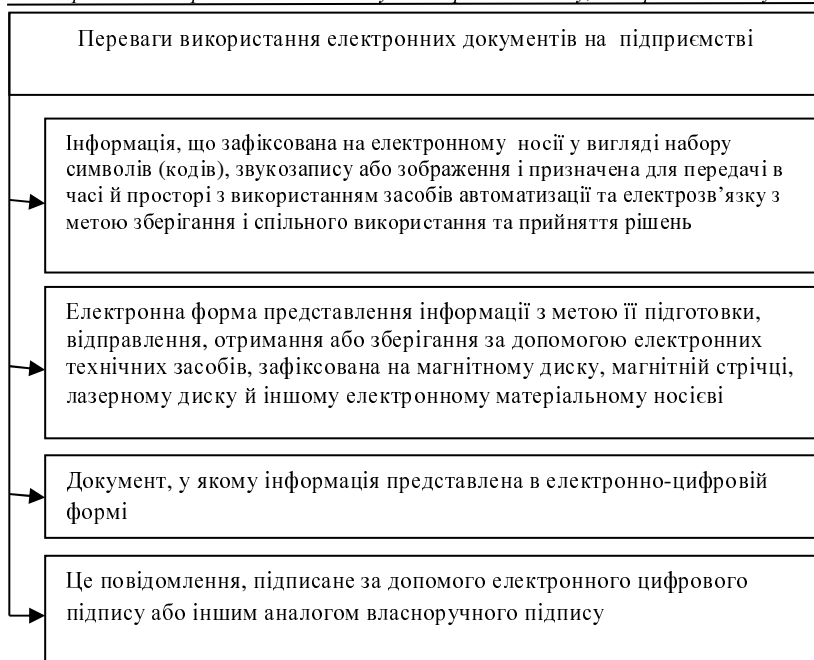 Переваги використання електронних документів на підприємстві
Інформація, що зафіксована на електронному носії у вигляді набору
символів (кодів), звукозапису або зображення і призначена для передачі в
часі й просторі з використанням засобів автоматизації та електрозв’язку з
метою зберігання і спільного використання та прийняття рішень
Електронна форма представлення інформації з метою її підготовки,
відправлення, отримання або зберігання за допомогою електронних
технічних засобів, зафіксована на магнітному диску, магнітній стрічці,
лазерному диску й іншому електронному матеріальному носієві
Документ, у якому інформація представлена в електронно-цифровій
формі
Це повідомлення, підписане за допомого електронного цифрового
підпису або іншим аналогом власноручного підпису